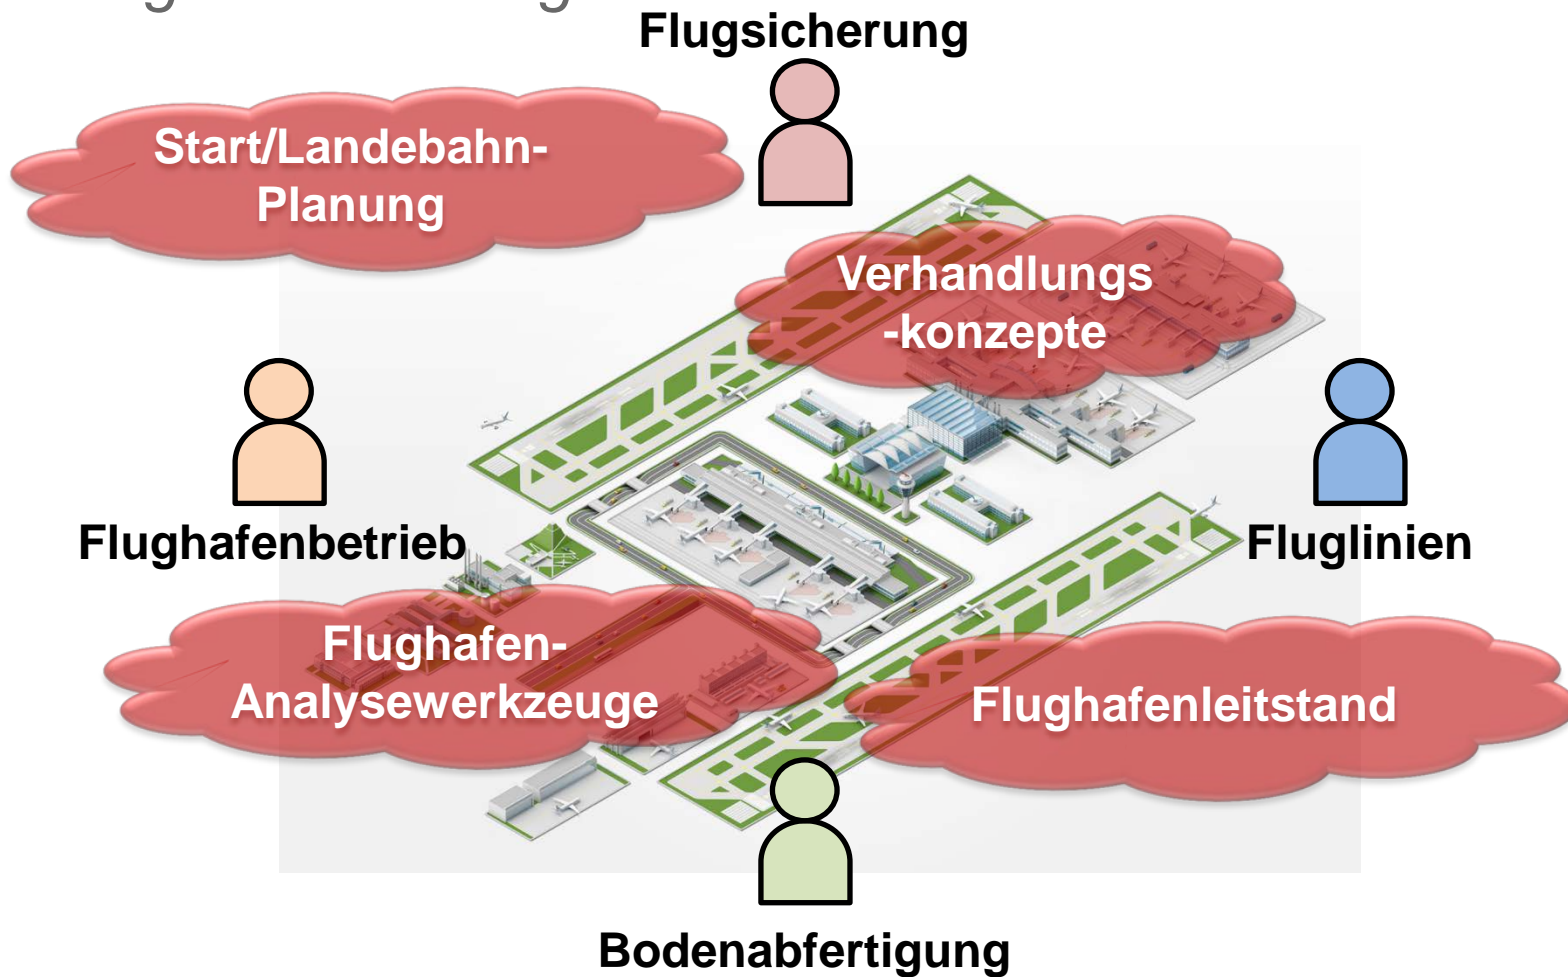 Flugsicherung
Start/Landebahn-
Planung
Verhandlungs
-konzepte
Flughafenbetrieb
Fluglinien
Flughafen-
Analysewerkzeuge
Flughafenleitstand
Bodenabfertigung